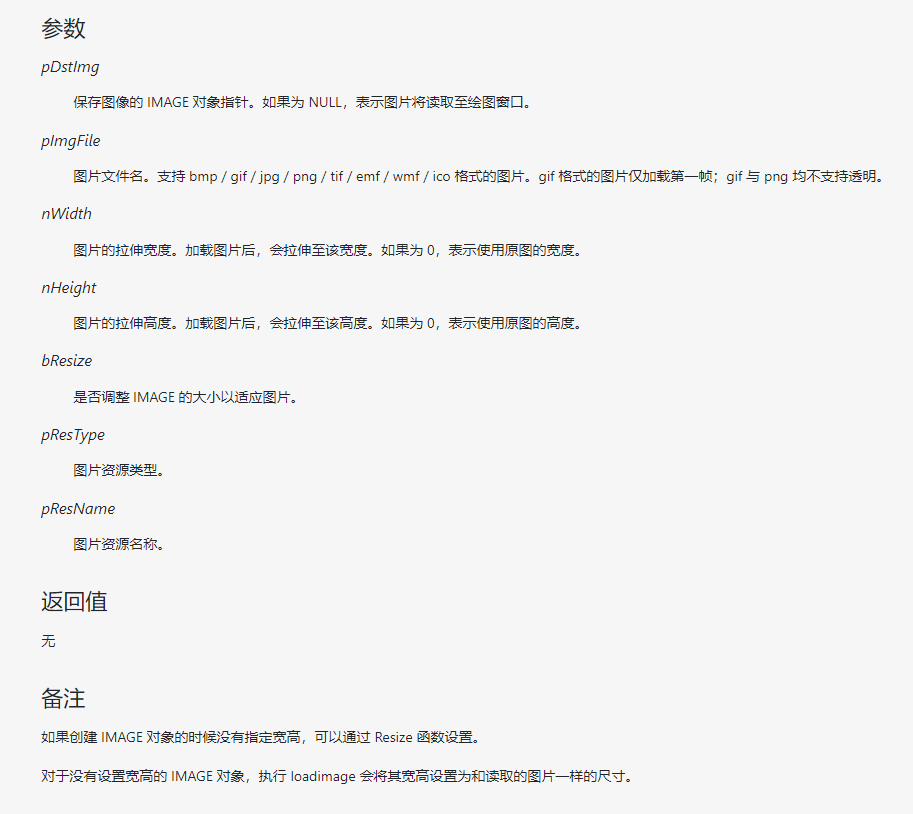 参数
pDstImg
保存图像的 IMAGE 对象指针。如果为 NULL，表示图片将读取至绘图窗口。
pImgFile
图片文件名。支持 bmp / gif / jpg / png / tif / emf / wmf / ico 格式的图片。gif 格式的图片仅加载第一帧；gif 与 png 均不支持透明。
nWidth
图片的拉伸宽度。加载图片后，会拉伸至该宽度。如果为 0，表示使用原图的宽度。
nHeight
图片的拉伸高度。加载图片后，会拉伸至该高度。如果为 0，表示使用原图的高度。
bResize
是否调整 IMAGE 的大小以适应图片。
pResType
图片资源类型。
pResName
图片资源名称。
返回值
无
备注
如果创建 IMAGE 对象的时候没有指定宽高，可以通过 Resize 函数设置。
对于没有设置宽高的 IMAGE 对象，执行 loadimage 会将其宽高设置为和读取的图片一样的尺寸。